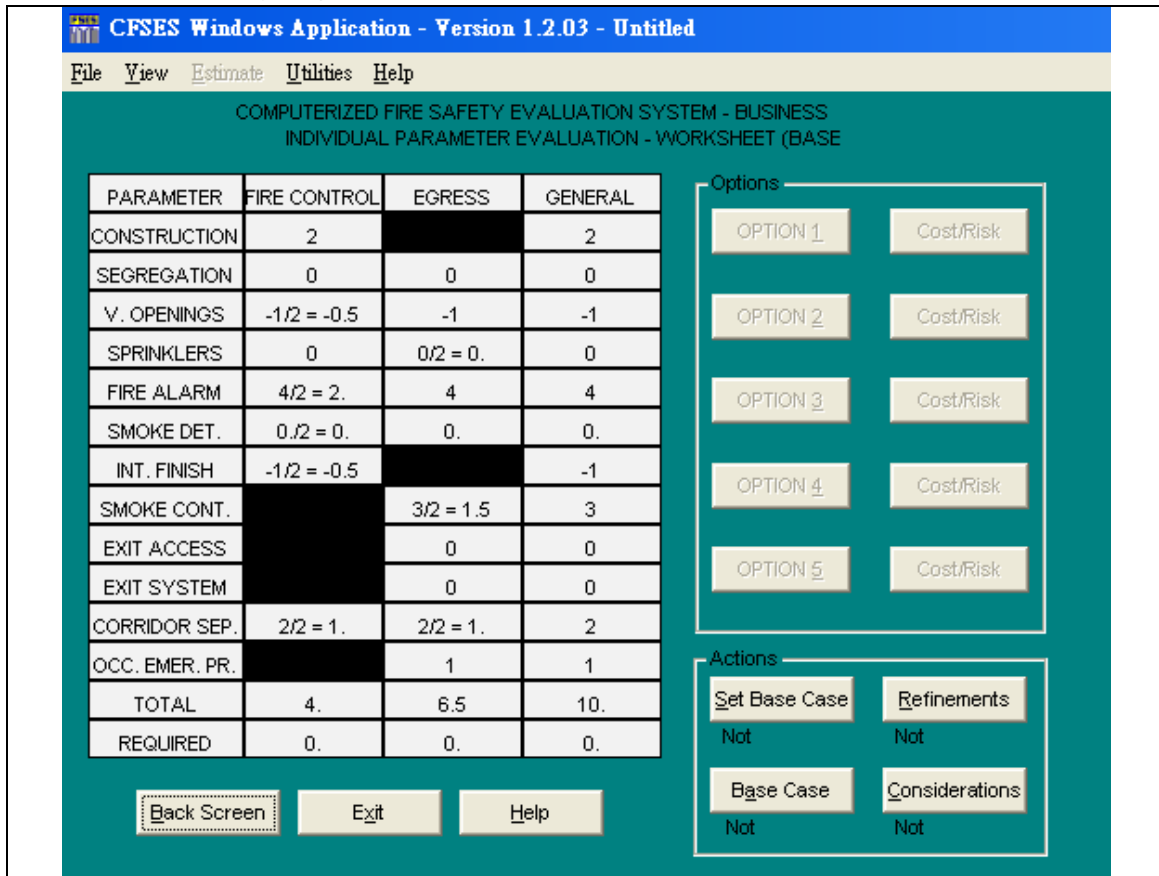 CFSES Windows Application - Version 1.2.03 - Untitled
File View Estimate Utilities Help
COMPUTERIZED FIRE SAFETY EVALUATION SYSTEM - BUSINESS
INDIVIDUAL PARAMETER EVALUATION - WORKSHEET (BASE
PARAMETER FIRE CONTROL EGRESS GENERAL
CONSTRUCTION 2 2
SEGREGATION 0 0 0
V. OPENINGS -1/2 = -0.5 -1 -1
SPRINKLERS 0 0/2 = 0. 0
FIRE ALARM 4/2 = 2. 4 4
SMOKE DET. 0./2 = 0. 0. 0.
INT. FINISH -1/2 = -0.5 -1
SMOKE CONT. 3/2 = 1.5 3
EXIT ACCESS 0 0
EXIT SYSTEM 0 0
CORRIDOR SEP. 2/2 = 1. 2/2 = 1. 2
OCC. EMER. PR. 1 1
TOTAL 4. 6.5 10.
REQUIRED 0. 0. 0.
Back Screen Exit Help
Options
OPTION 1 Cost/Risk
OPTION 2 Cost/Risk
OPTION 3 Cost/Risk
OPTION 4 Cost/Risk
OPTION 5 Cost/Risk
Actions
Set Base Case Refinements
Not Not
Base Case Considerations
Not Not